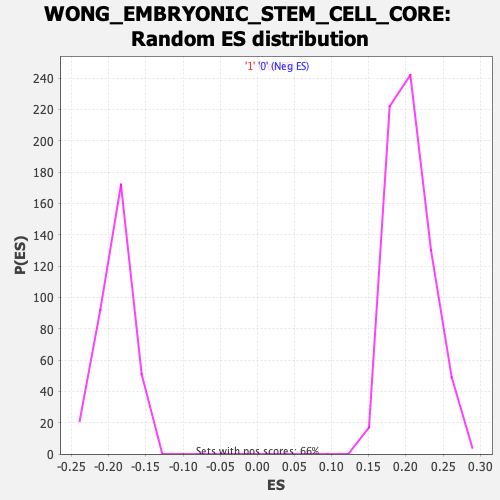 WONG_EMBRYONIC_STEM_CELL_CORE:
Random ES distribution
'1' '0' (Neg ES)
240
220
200
180
160
140
120
100
80
60
40
20
0
P(ES)
Sets with pos scores: 66%
-0.25 -0.20 -0.15 -0.10 -0.05 0.00 0.05 0.10 0.15 0.20 0.25 0.30
ES